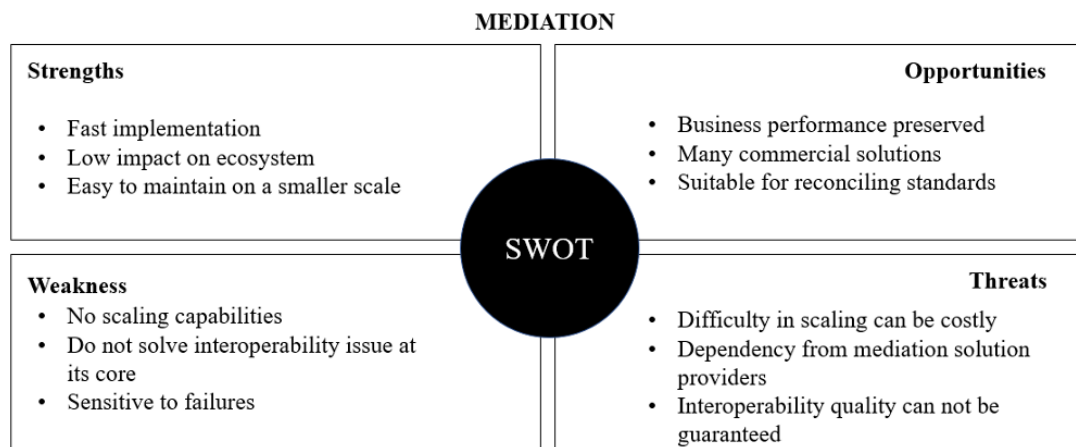 MEDIATION
Strengths
• Fast implementation
• Low impact on ecosystem
• Easy to maintain on a smaller scale
Opportunities
• Business performance preserved
• Many commercial solutions
• Suitable for reconciling standards
SWOT
Weakness
• No scaling capabilities
• Do not solve interoperability issue at
its core
• Sensitive to failures
Threats
• Difficulty in scaling can be costly
• Dependency from mediation solution
providers
• Interoperability quality can not be
guaranteed